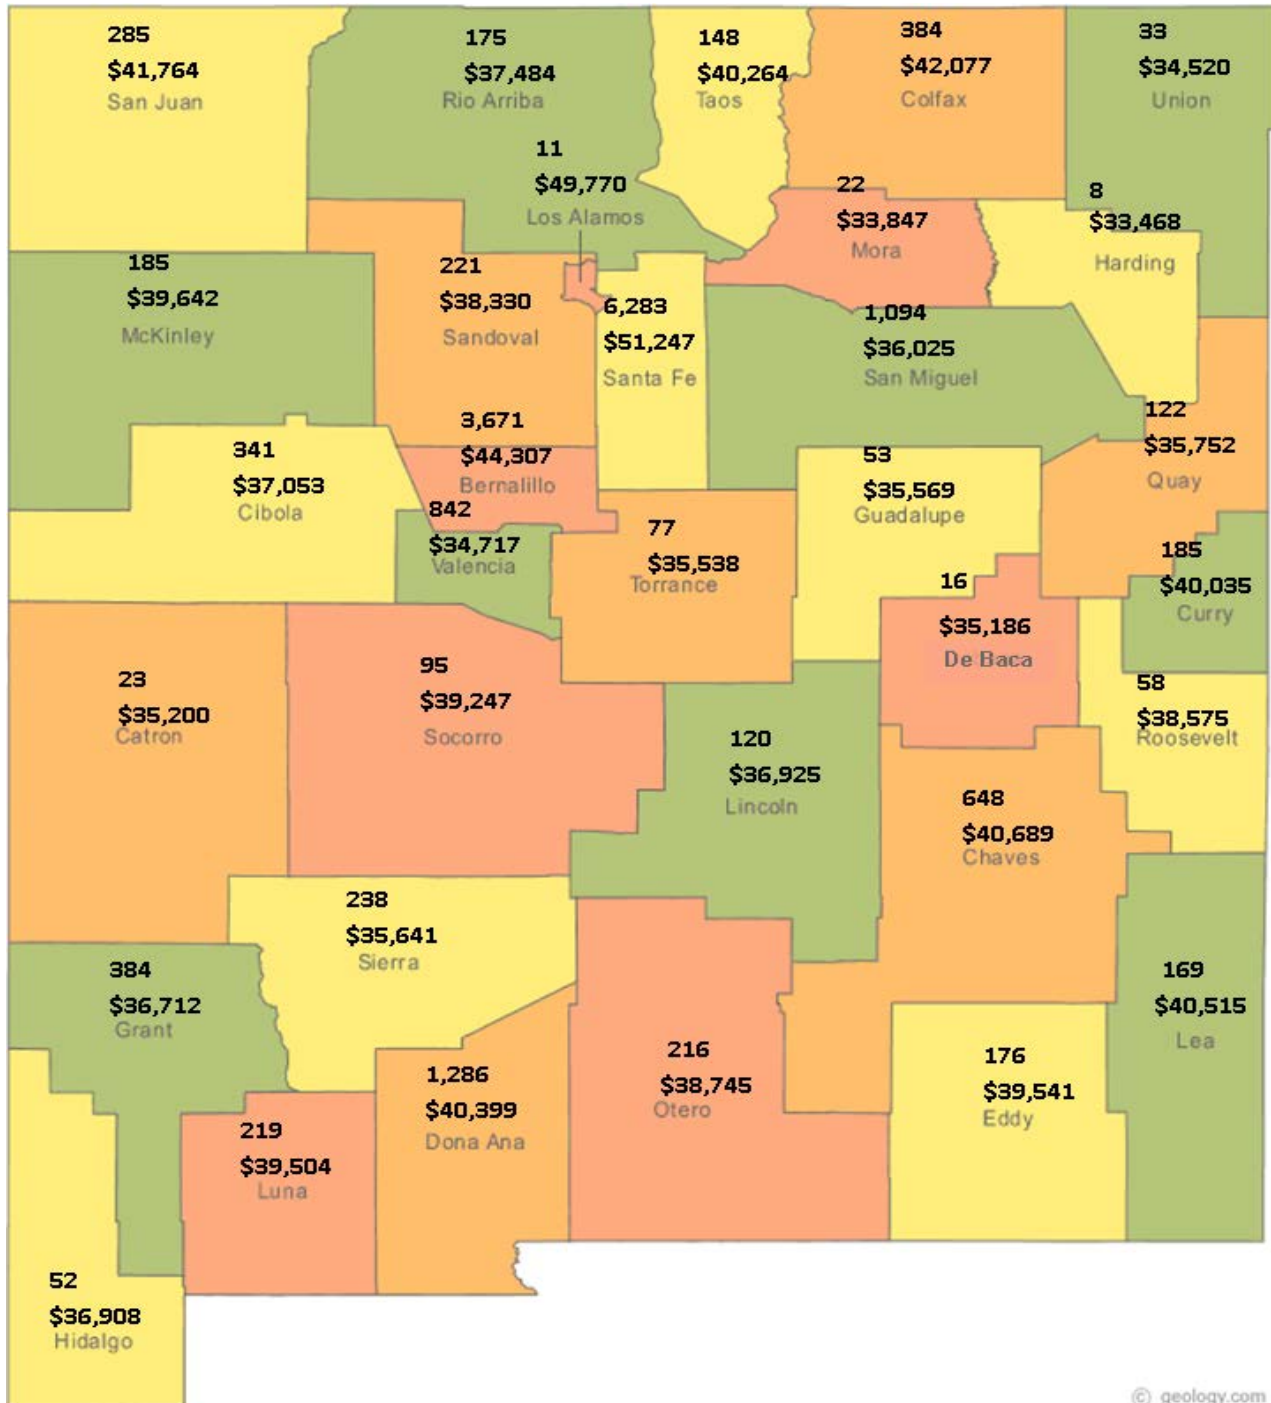 285
$41,764
San Juan
175
$37,484
Rio Arriba
148
$40,264
Taos
384
$42,077
Colfax
33
$34,520
Union
11
$49,770
Los Alamos
22
$33,847
Mora
8
$33,468
Harding
185
$39,642
McKinley
221
$38,330
Sandoval
6,283
$51,247
Santa Fe
1,094
$36,025
San Miguel
122
$35,752
Quay
341
$37,053
Cibola
3,671
$44,307
Bernalillo
842
$34,717
Valencia
77
$35,538
Torrance
53
$35,569
Guadalupe
185
$40,035
Curry
16
$35,186
De Baca
23
$35,200
Catron
95
$39,247
Socorro
120
$36,925
Lincoln
58
$38,575
Roosevelt
648
$40,689
Chaves
238
$35,641
Sierra
384
$36,712
Grant
169
$40,515
Lea
1,286
$40,399
Dona Ana
216
$38,745
Otero
176
$39,541
Eddy
219
$39,504
Luna
52
$36,908
Hidalgo
© geology.com